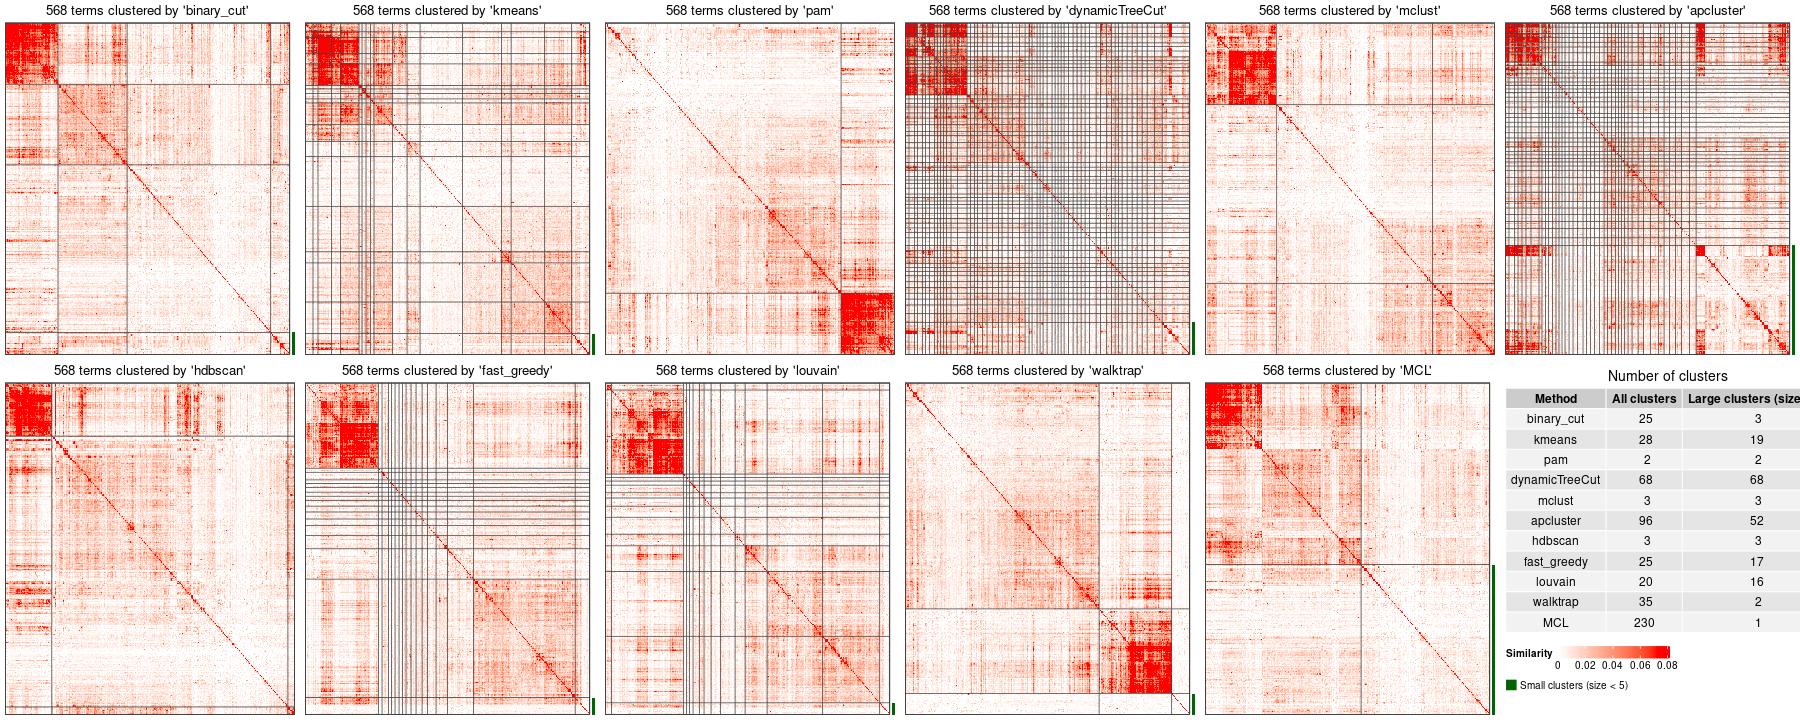 568 terms clustered by 'binary_cut'
568 terms clustered by 'kmeans'
568 terms clustered by 'pam'
568 terms clustered by 'dynamicTreeCut'
568 terms clustered by 'mclust'
568 terms clustered by 'apcluster'
568 terms clustered by 'hdbscan'
568 terms clustered by 'fast_greedy'
568 terms clustered by 'louvain'
568 terms clustered by 'walktrap'
568 terms clustered by 'MCL'
Number of clusters
Method All clusters Large clusters (size
binary_cut 25 3
kmeans 28 19
pam 2 2
dynamicTreeCut 68 68
mclust 3 3
apcluster 96 52
hdbscan 3 3
fast_greedy 25 17
louvain 20 16
walktrap 35 2
MCL 230 1
Similarity
0 0.02 0.04 0.06 0.08
Small clusters (size < 5)